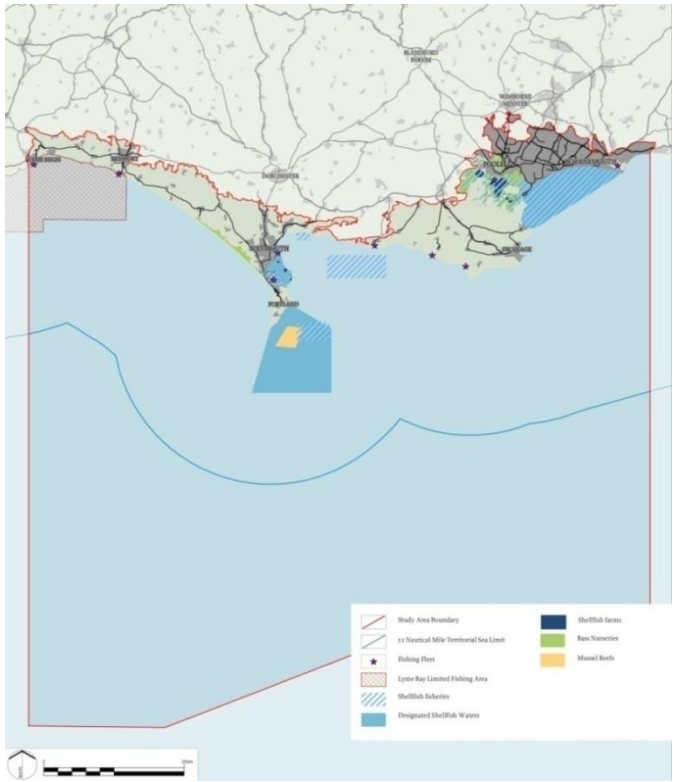 BLANDFORD
FORUM
WIMBORNE
MINSTER
POOLE
DORCHESTER
WEYMOUTH
SWANAGE
PORTLAND
Study Area Boundary
12 Nautical Mile Territorial Sea Limit
Fishing Fleet
Lyme Bay Limited Fishing Area
Shellfish fisheries
Designated Shellfish Waters
Shellfish farms
Bass Nurseries
Mussel Reefs